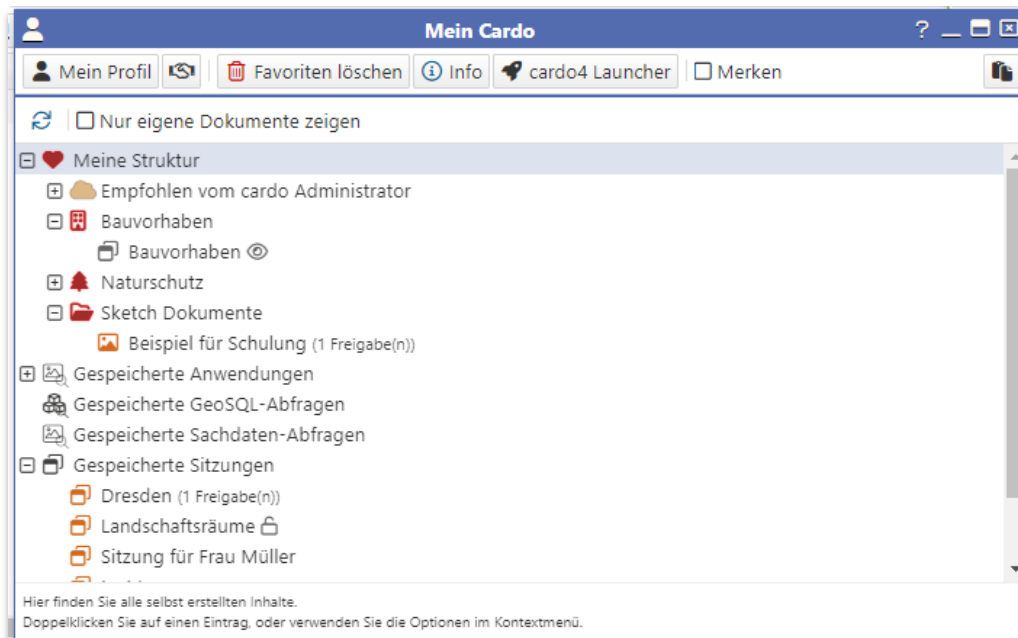 Mein Cardo
?
Mein Profil Favoriten löschen Info cardo4 Launcher Merken
Nur eigene Dokumente zeigen
Meine Struktur
Empfohlen vom cardo Administrator
Bauvorhaben
Bauvorhaben
Naturschutz
Sketch Dokumente
Beispiel für Schulung (1 Freigabe(n))
Gespeicherte Anwendungen
Gespeicherte GeoSQL-Abfragen
Gespeicherte Sachdaten-Abfragen
Gespeicherte Sitzungen
Dresden (1 Freigabe(n))
Landschaftsräume
Sitzung für Frau Müller
Hier finden Sie alle selbst erstellten Inhalte.
Doppelklicken Sie auf einen Eintrag, oder verwenden Sie die Optionen im Kontextmenü.